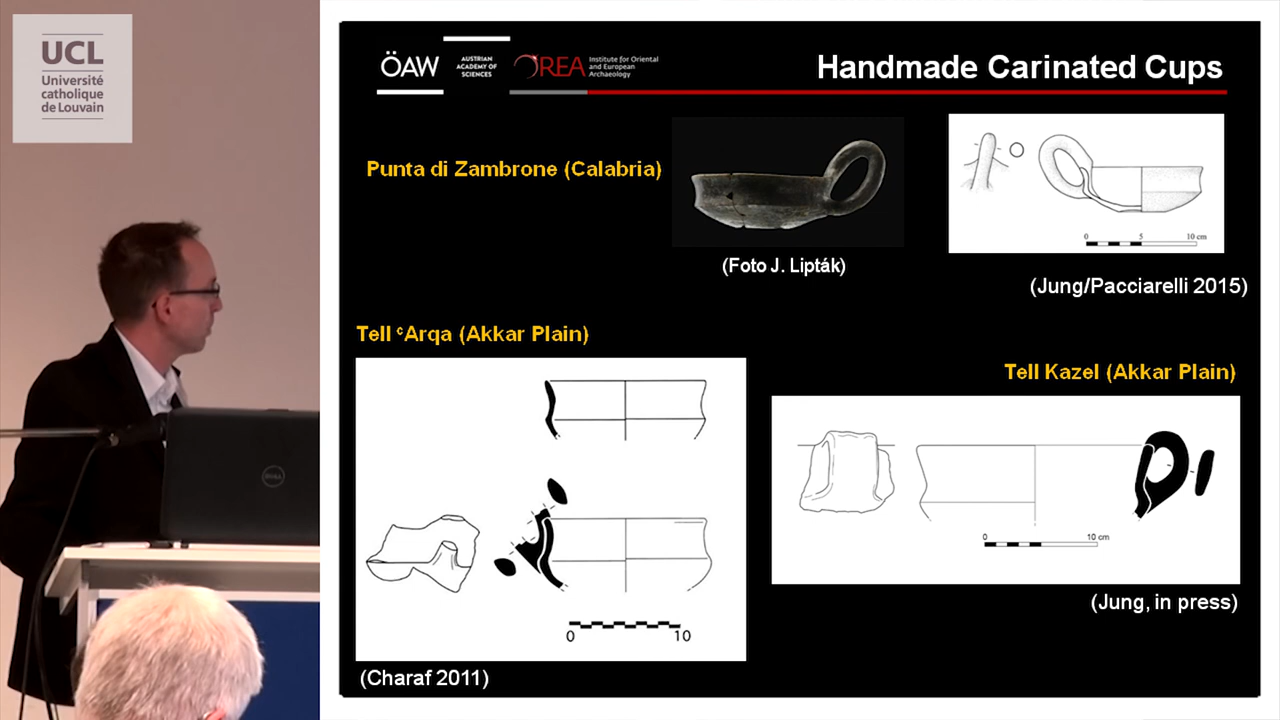 UCL
Université
catholique
de Louvain
ÖAW
AUSTRIAN
ACADEMY OF
SCIENCES
OREA
Institute for Oriental
and European
Archaeology
Handmade Carinated Cups
Punta di Zambrone (Calabria)
(Foto J. Lipták)
0 5 10 cm
(Jung/Pacciarelli 2015)
Tell ᶜArqa (Akkar Plain)
0 10
(Charaf 2011)
Tell Kazel (Akkar Plain)
0 10 cm
(Jung, in press)
DELL